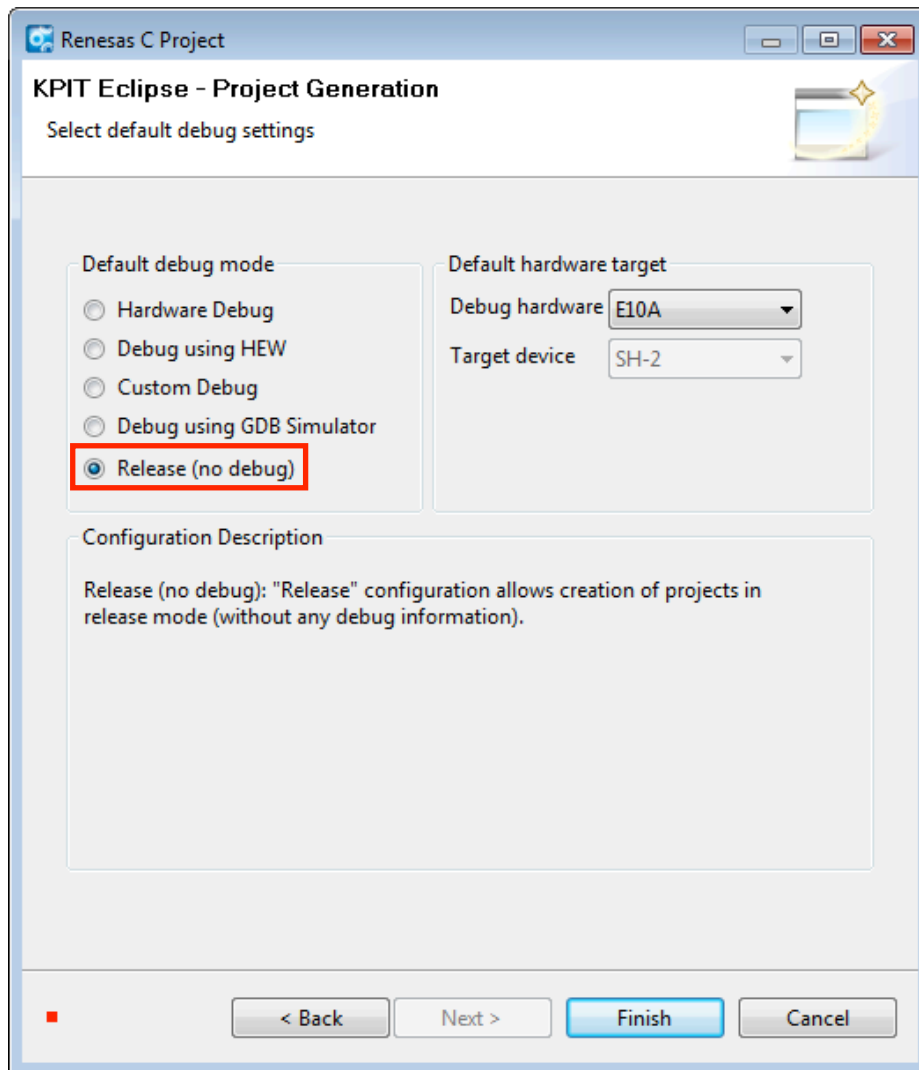 Renesas C Project
KPIT Eclipse - Project Generation
Select default debug settings
Default debug mode
Hardware Debug
Debug using HEW
Custom Debug
Debug using GDB Simulator
Release (no debug)
Default hardware target
Debug hardware E10A
Target device SH-2
Configuration Description
Release (no debug): "Release" configuration allows creation of projects in
release mode (without any debug information).
< Back Next > Finish Cancel